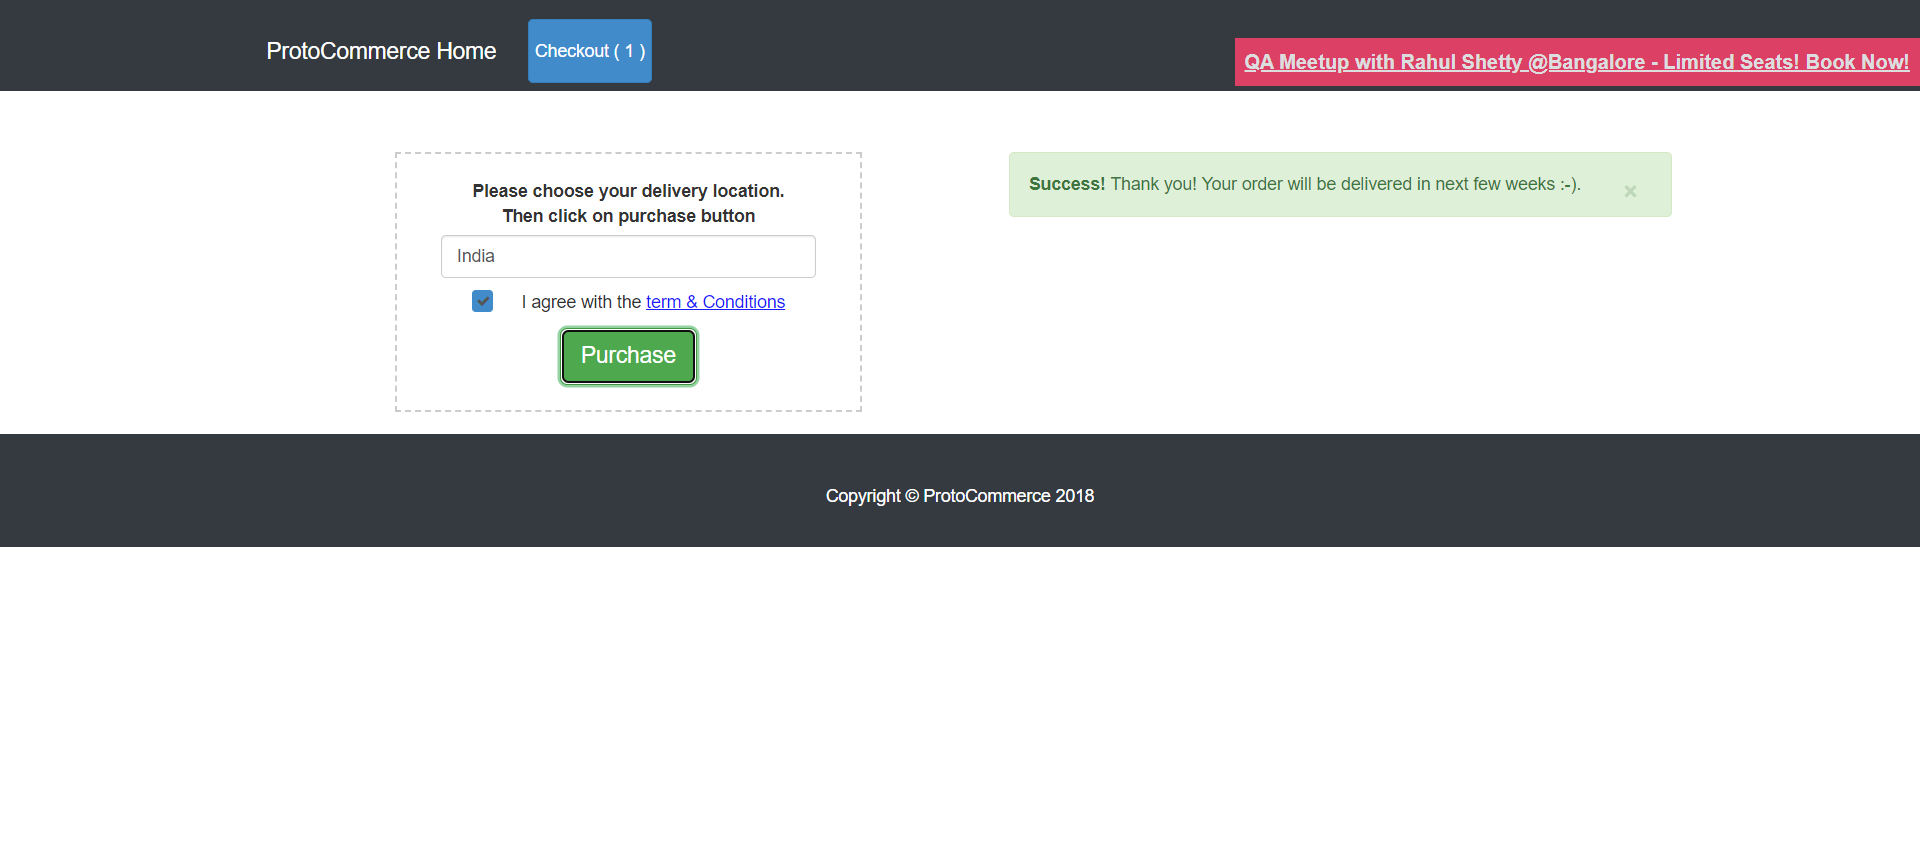 ProtoCommerce Home
Checkout ( 1 )
QA Meetup with Rahul Shetty @Bangalore - Limited Seats! Book Now!
Please choose your delivery location.
Then click on purchase button
India
I agree with the term & Conditions
Purchase
Success! Thank you! Your order will be delivered in next few weeks :-).
×
Copyright © ProtoCommerce 2018